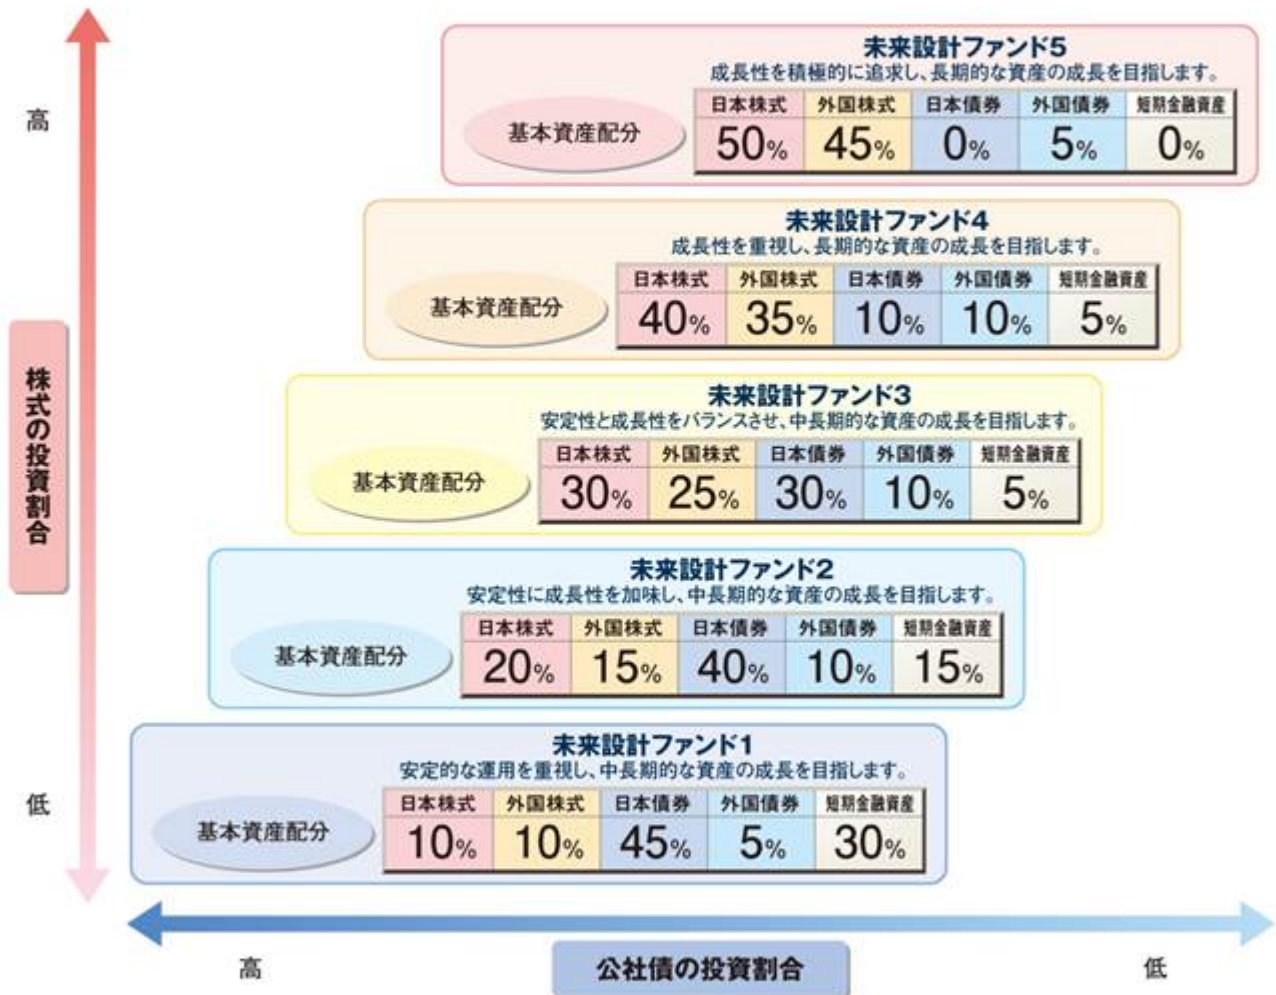 高
株式の投資割合
低
未来設計ファンド5
成長性を積極的に追求し、長期的な資産の成長を目指します。
基本資産配分
日本株式 外国株式 日本債券 外国債券 短期金融資産
50% 45% 0% 5% 0%
未来設計ファンド4
成長性を重視し、長期的な資産の成長を目指します。
基本資産配分
日本株式 外国株式 日本債券 外国債券 短期金融資産
40% 35% 10% 10% 5%
未来設計ファンド3
安定性と成長性をバランスさせ、中長期的な資産の成長を目指します。
基本資産配分
日本株式 外国株式 日本債券 外国債券 短期金融資産
30% 25% 30% 10% 5%
未来設計ファンド2
安定性に成長性を加味し、中長期的な資産の成長を目指します。
基本資産配分
日本株式 外国株式 日本債券 外国債券 短期金融資産
20% 15% 40% 10% 15%
未来設計ファンド1
安定的な運用を重視し、中長期的な資産の成長を目指します。
基本資産配分
日本株式 外国株式 日本債券 外国債券 短期金融資産
10% 10% 45% 5% 30%
高 公社債の投資割合 低